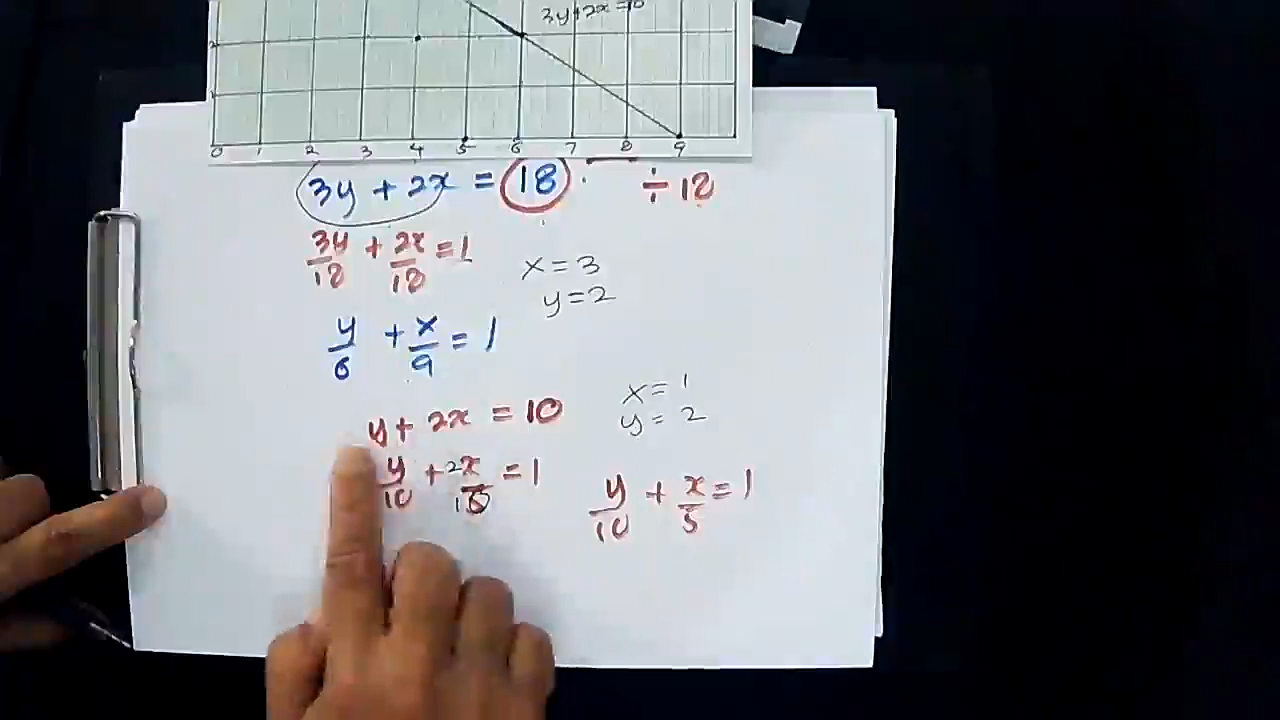 3y+2x=18
2
1
0 1 2 3 4 5 6 7 8 9
3y + 2x = 18 ÷ 18
3y/18 + 2x/18 = 1
x = 3
y = 2
y/6 + x/9 = 1
x = 1
y = 2
y + 2x = 10
y/10 + 2x/10 = 1
y/10 + x/5 = 1